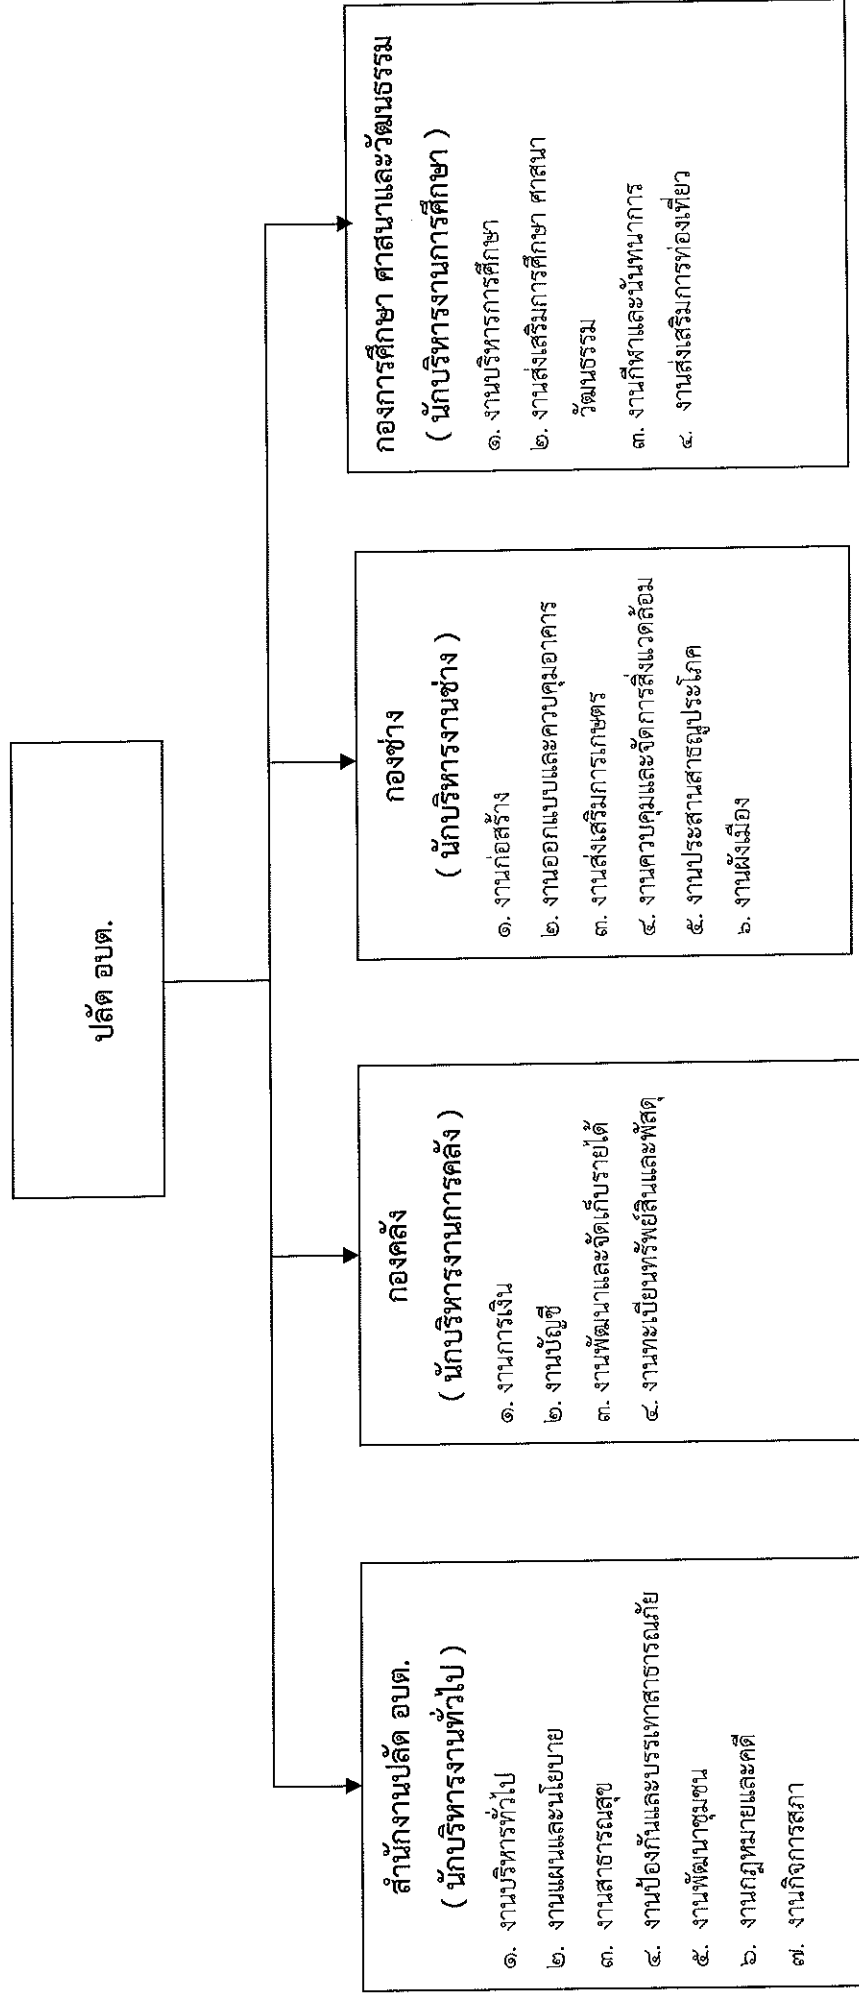 ปลัด อบต.
สำนักงานปลัด อบต.
( นักบริหารงานทั่วไป )
๑. งานบริหารทั่วไป
๒. งานแผนและนโยบาย
๓. งานสาธารณสุข
๔. งานป้องกันและบรรเทาสาธารณภัย
๕. งานพัฒนาชุมชน
๖. งานกฎหมายและคดี
๗. งานกิจการสภา
กองคลัง
( นักบริหารงานการคลัง )
๑. งานการเงิน
๒. งานบัญชี
๓. งานพัฒนาและจัดเก็บรายได้
๔. งานทะเบียนทรัพย์สินและพัสดุ
กองช่าง
( นักบริหารงานช่าง )
๑. งานก่อสร้าง
๒. งานออกแบบและควบคุมอาคาร
๓. งานส่งเสริมการเกษตร
๔. งานควบคุมและจัดการสิ่งแวดล้อม
๕. งานประสานสาธณูประโภค
๖. งานผังเมือง
กองการศึกษา ศาสนาและวัฒนธรรม
( นักบริหารงานการศึกษา )
๑. งานบริหารการศึกษา
๒. งานส่งเสริมการศึกษา ศาสนา
วัฒนธรรม
๓. งานกีฬาและนันทนาการ
๔. งานส่งเสริมการท่องเที่ยว